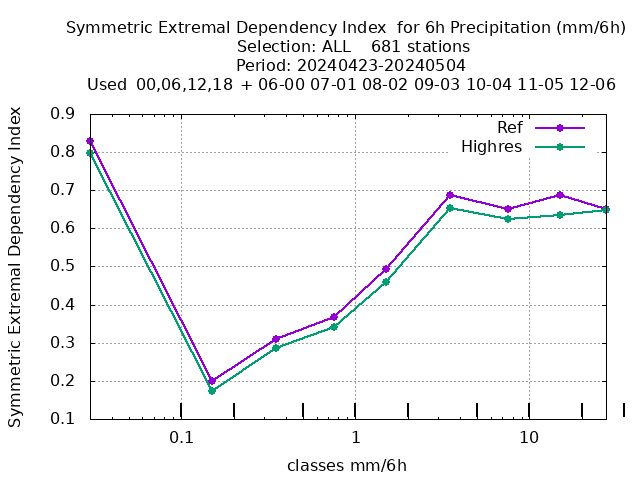 Symmetric Extremal Dependency Index  for 6h Precipitation (mm/6h)
Selection: ALL    681 stations
Period: 20240423-20240504
Used  00,06,12,18  + 06-00 07-01 08-02 09-03 10-04 11-05 12-06
Symmetric Extremal Dependency Index
0.9
0.8
0.7
0.6
0.5
0.4
0.3
0.2
0.1
Ref
Highres
0.1 1 10
classes mm/6h